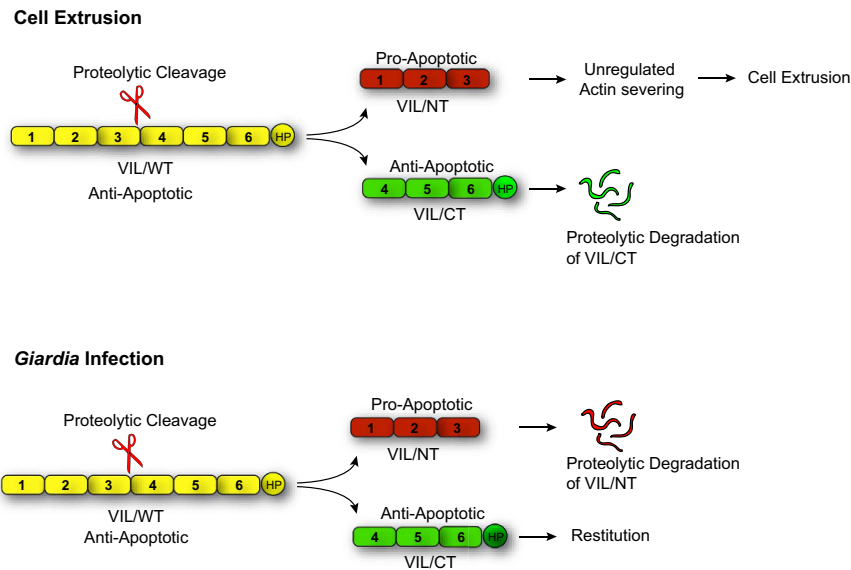 Cell Extrusion
Proteolytic Cleavage
1 2 3 4 5 6 HP
VIL/WT
Anti-Apoptotic
Pro-Apoptotic
1 2 3
VIL/NT
Unregulated
Actin severing
Cell Extrusion
Anti-Apoptotic
4 5 6 HP
VIL/CT
Proteolytic Degradation
of VIL/CT
Giardia Infection
Proteolytic Cleavage
1 2 3 4 5 6 HP
VIL/WT
Anti-Apoptotic
Pro-Apoptotic
1 2 3
VIL/NT
Proteolytic Degradation
of VIL/NT
Anti-Apoptotic
4 5 6 HP
VIL/CT
Restitution